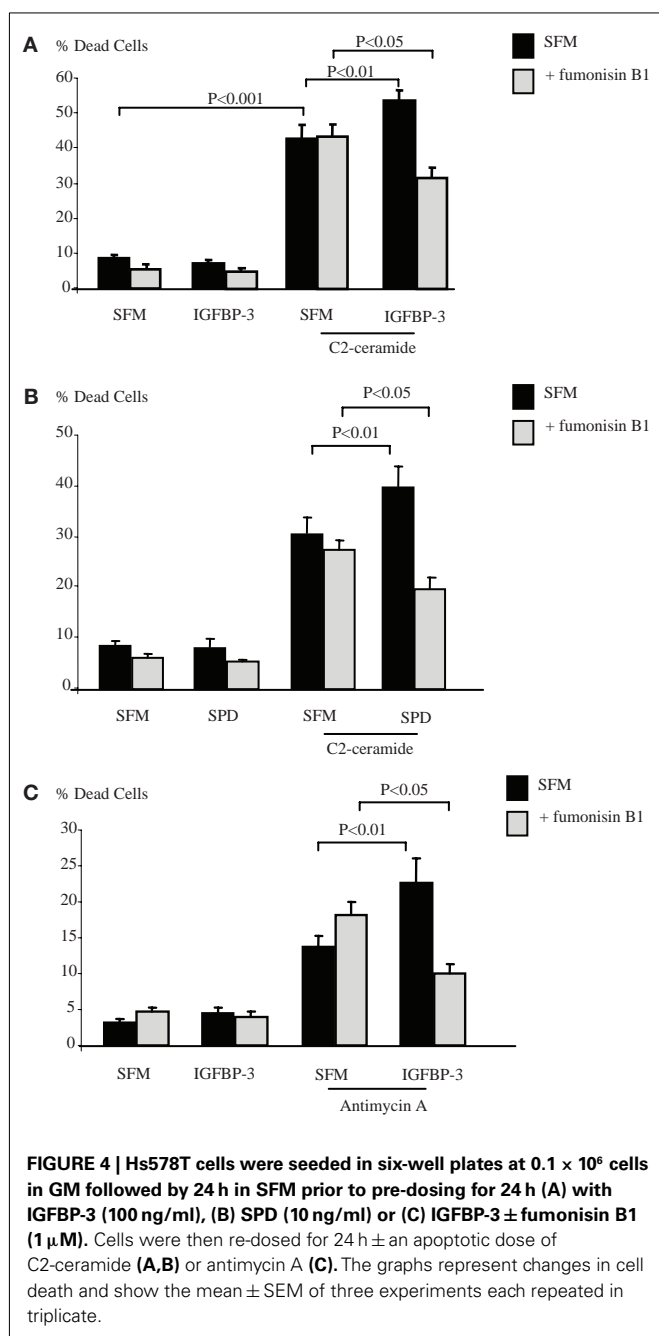 A % Dead Cells
SFM
+ fumonisin B1
P<0.05
P<0.01
P<0.001
60
50
40
30
20
10
0
SFM IGFBP-3 SFM IGFBP-3
C2-ceramide
B % Dead Cells
SFM
+ fumonisin B1
P<0.05
P<0.01
50
40
30
20
10
0
SFM SPD SFM SPD
C2-ceramide
C % Dead Cells
SFM
+ fumonisin B1
P<0.05
P<0.01
30
25
20
15
10
5
0
SFM IGFBP-3 SFM IGFBP-3
Antimycin A
FIGURE 4 | Hs578T cells were seeded in six-well plates at 0.1 × 10⁶ cells
in GM followed by 24 h in SFM prior to pre-dosing for 24 h (A) with
IGFBP-3 (100 ng/ml), (B) SPD (10 ng/ml) or (C) IGFBP-3 ± fumonisin B1
(1 μM). Cells were then re-dosed for 24 h ± an apoptotic dose of
C2-ceramide (A,B) or antimycin A (C). The graphs represent changes in cell
death and show the mean ± SEM of three experiments each repeated in
triplicate.